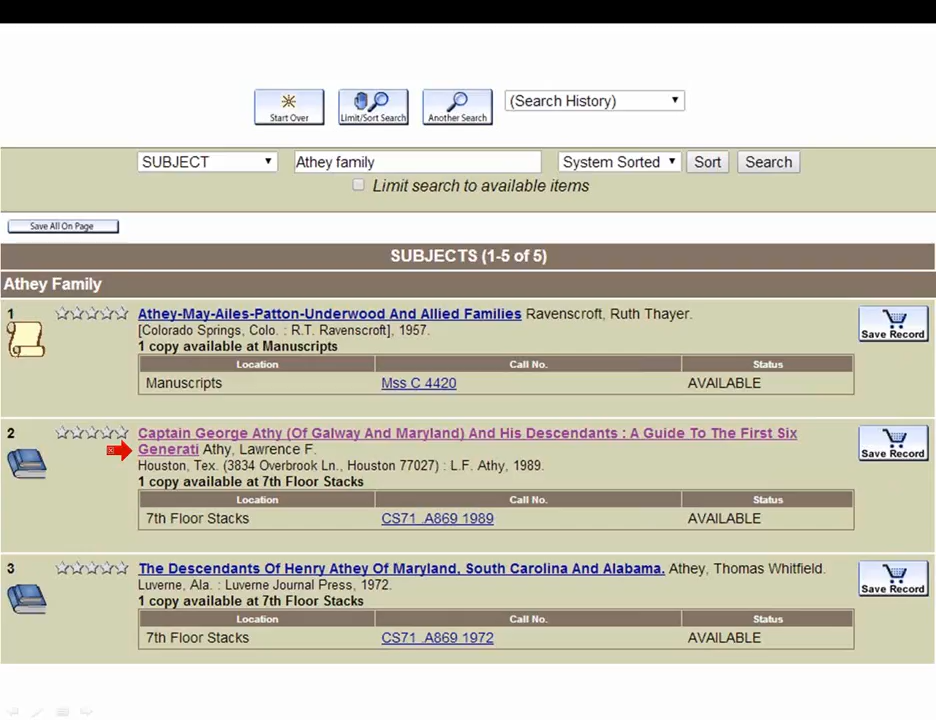 Start Over
Limit/Sort Search
Another Search
(Search History)
SUBJECT
Athey family
System Sorted
Sort
Search
Limit search to available items
Save All On Page
SUBJECTS (1-5 of 5)
Athey Family
1
Athey-May-Ailes-Patton-Underwood And Allied Families Ravenscroft, Ruth Thayer.
[Colorado Springs, Colo. : R.T. Ravenscroft], 1957.
1 copy available at Manuscripts
Location Call No. Status
Manuscripts Mss C 4420 AVAILABLE
Save Record
2
Captain George Athy (Of Galway And Maryland) And His Descendants : A Guide To The First Six
Generati Athy, Lawrence F.
Houston, Tex. (3834 Overbrook Ln., Houston 77027) : L.F. Athy, 1989.
1 copy available at 7th Floor Stacks
Location Call No. Status
7th Floor Stacks CS71 .A869 1989 AVAILABLE
Save Record
3
The Descendants Of Henry Athey Of Maryland, South Carolina And Alabama. Athey, Thomas Whitfield.
Luverne, Ala. : Luverne Journal Press, 1972.
1 copy available at 7th Floor Stacks
Location Call No. Status
7th Floor Stacks CS71 .A869 1972 AVAILABLE
Save Record